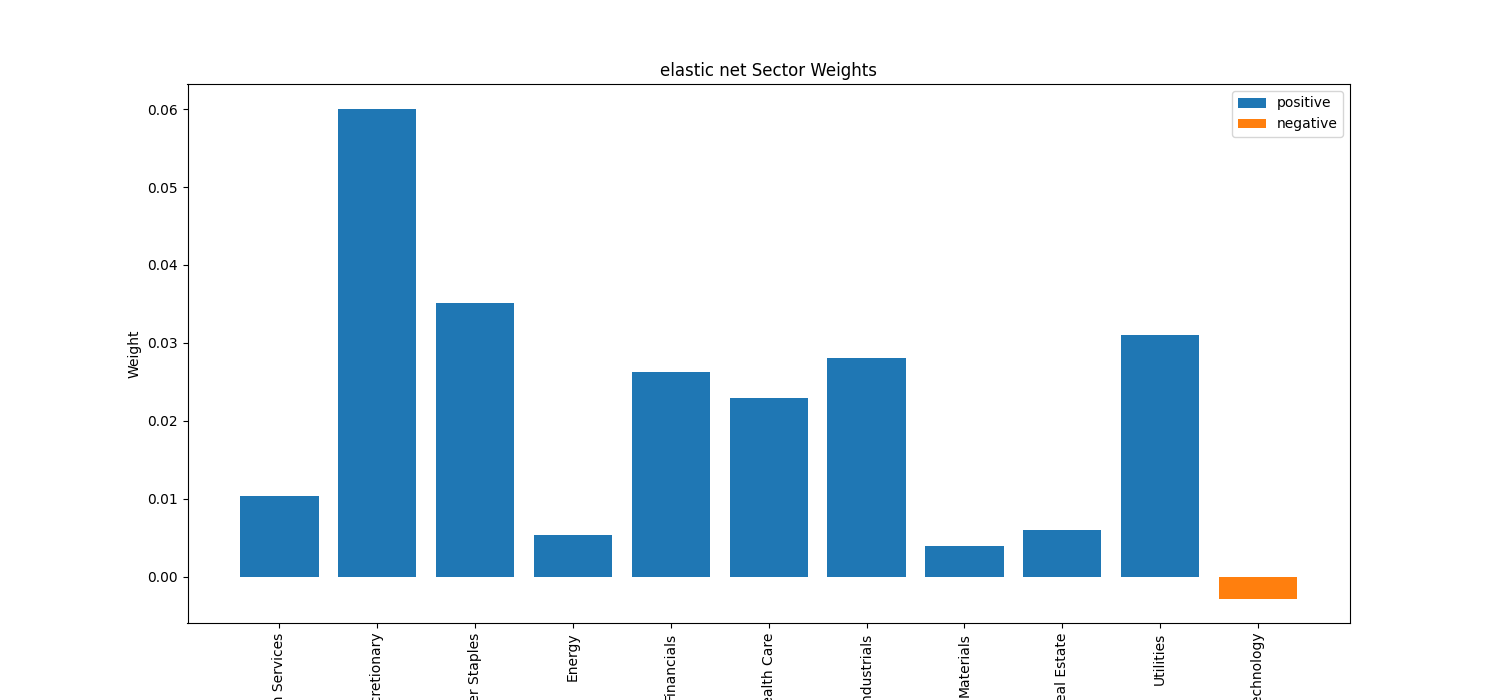 elastic net Sector Weights
positive
negative
0.06
0.05
0.04
0.03
0.02
0.01
0.00
Weight
Services
cretionary
er Staples
Energy
Financials
ealth Care
ndustrials
Materials
eal Estate
Utilities
echnology